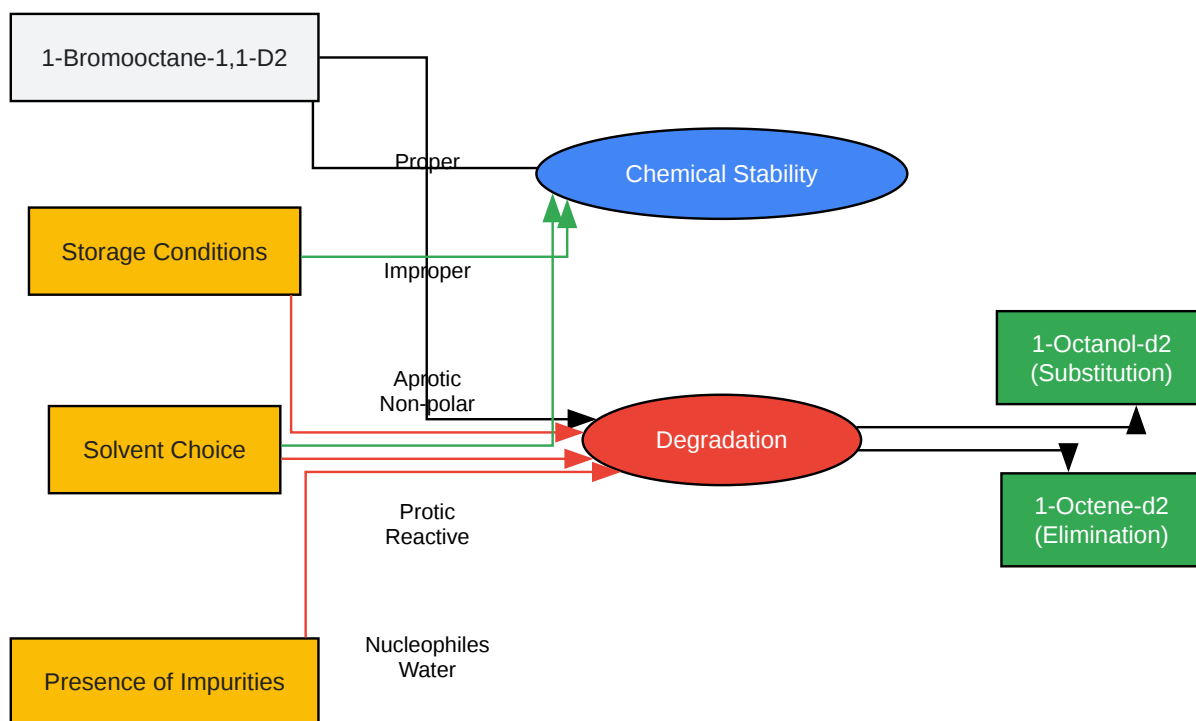 1-Bromooctane-1,1-D2
Proper
Chemical Stability
Storage Conditions
Improper
Aprotic
Non-polar
Solvent Choice
Degradation
1-Octanol-d2
(Substitution)
1-Octene-d2
(Elimination)
Protic
Reactive
Nucleophiles
Water
Presence of Impurities